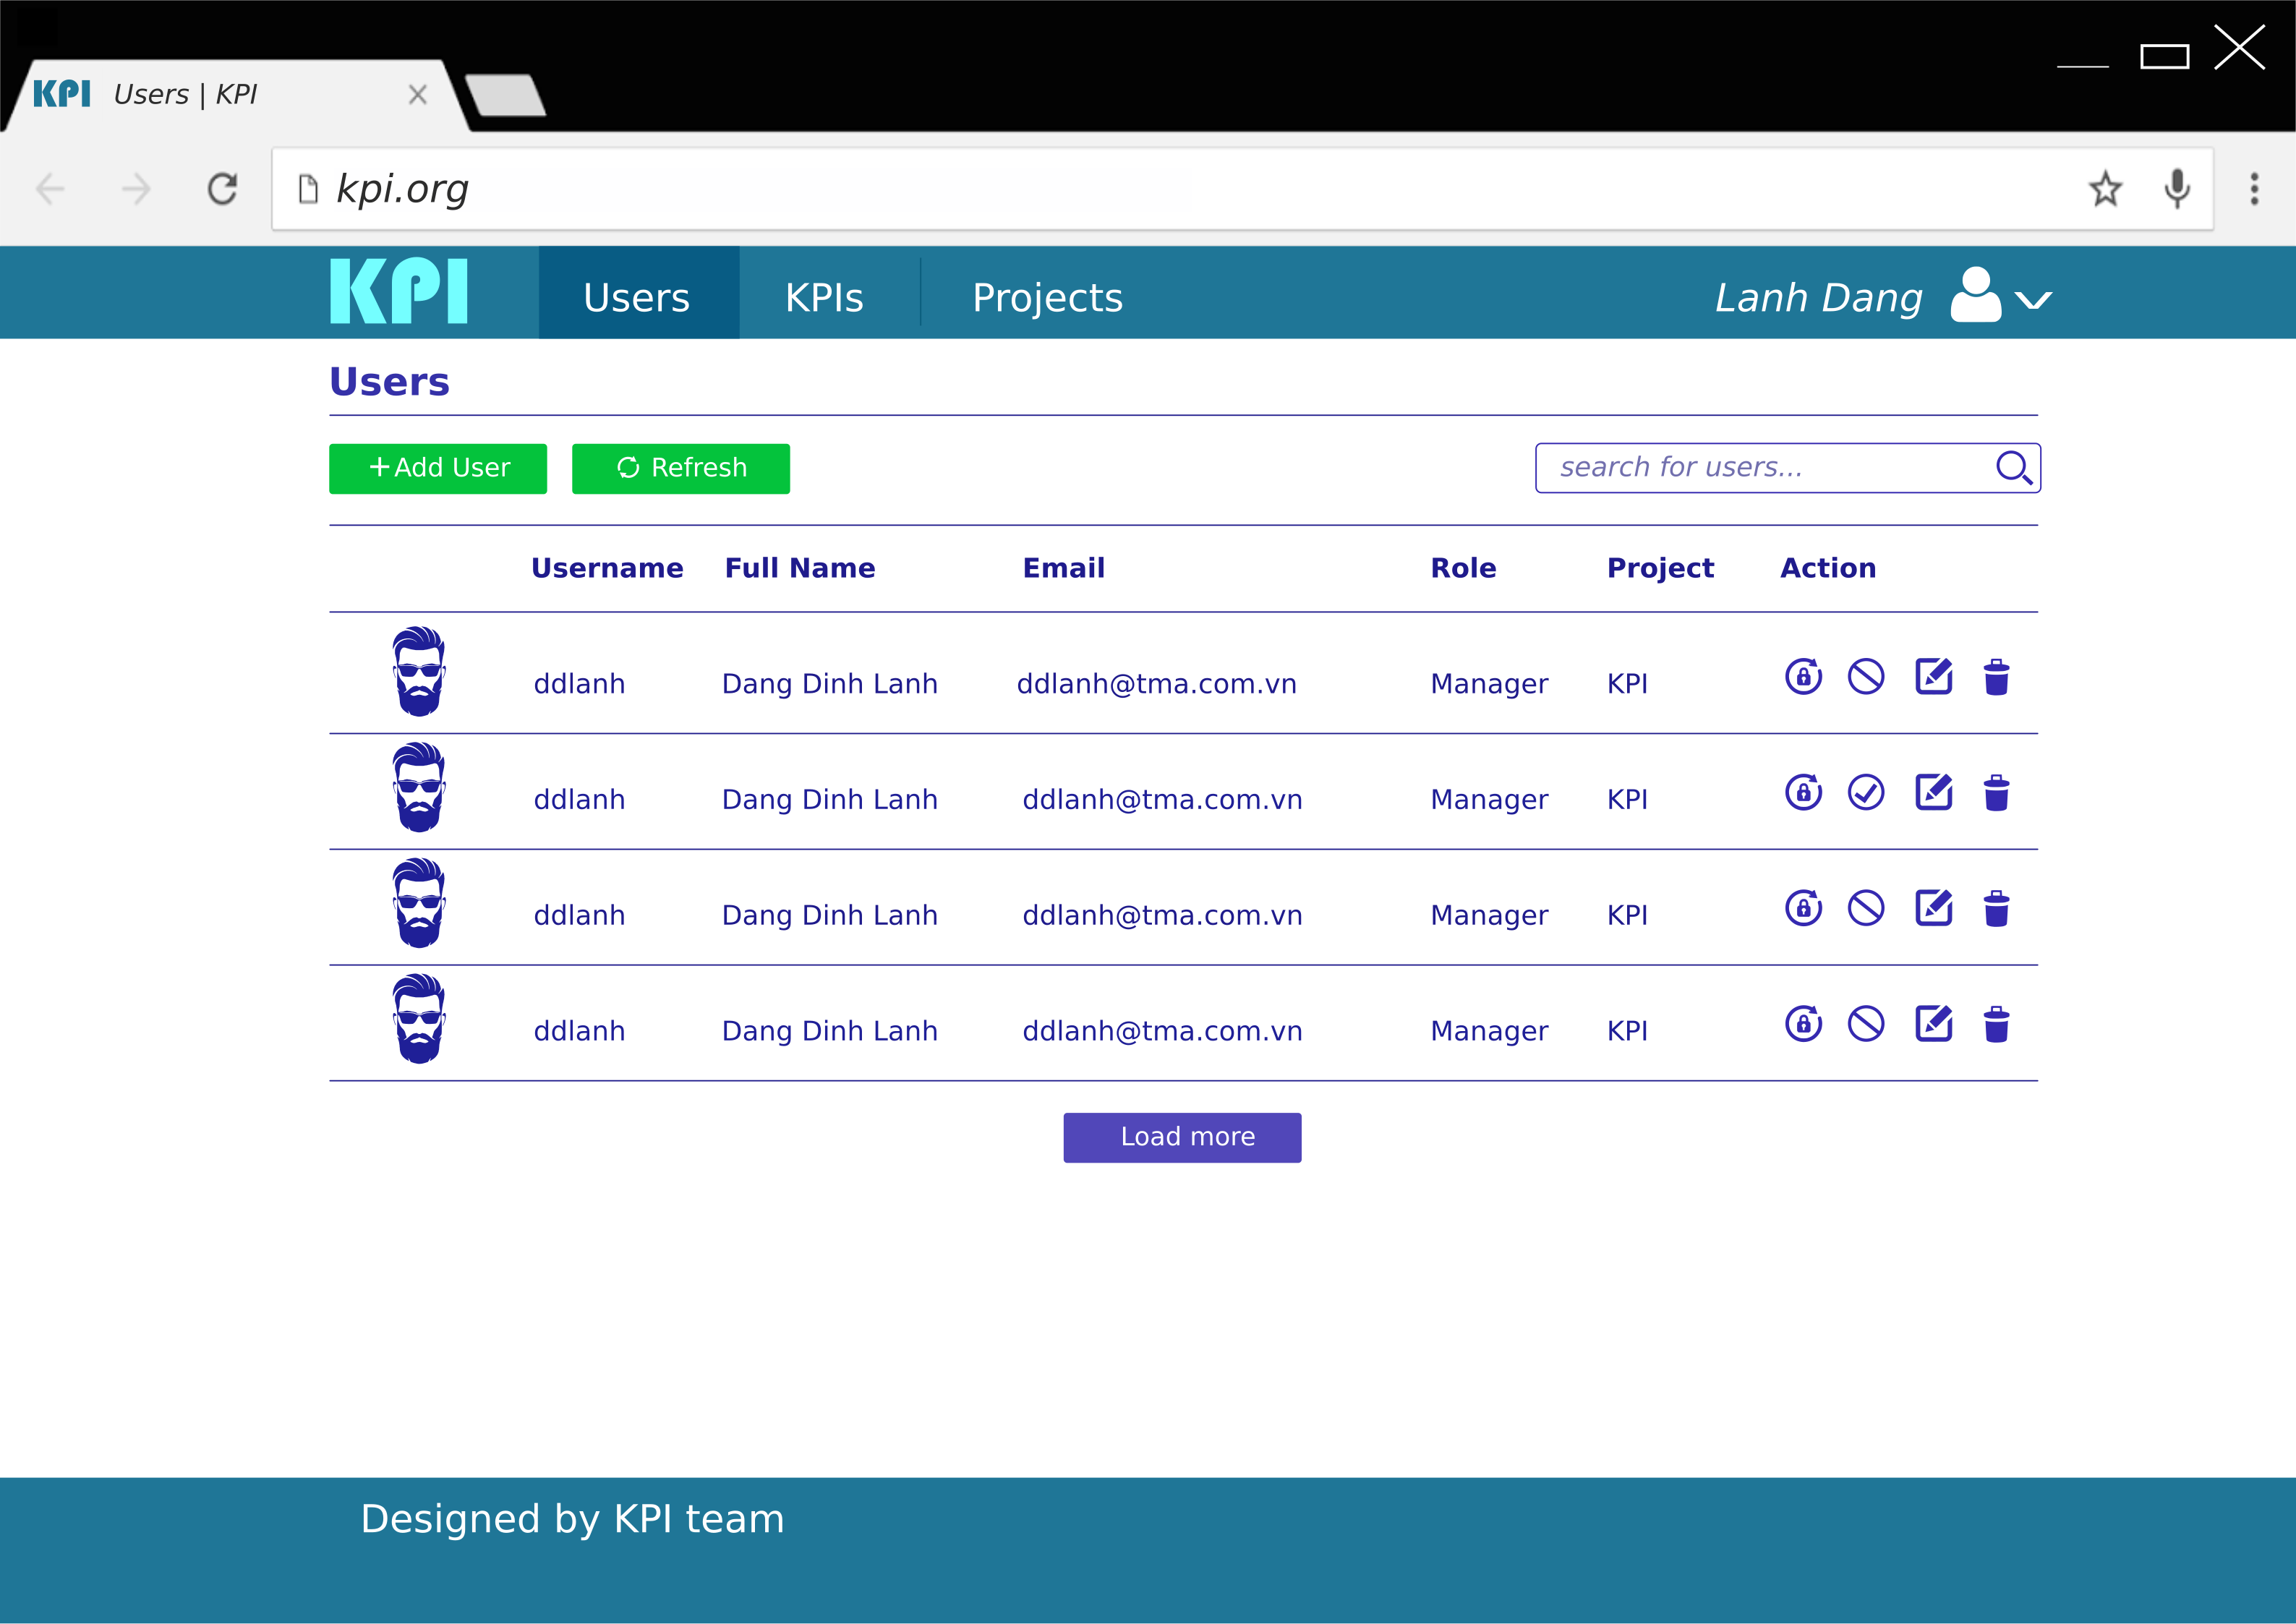 KPI Users | KPI
kpi.org
KPI Users KPIs Projects Lanh Dang
Users
+Add User Refresh search for users...
Username Full Name Email Role Project Action
ddlanh Dang Dinh Lanh ddlanh@tma.com.vn Manager KPI
ddlanh Dang Dinh Lanh ddlanh@tma.com.vn Manager KPI
ddlanh Dang Dinh Lanh ddlanh@tma.com.vn Manager KPI
ddlanh Dang Dinh Lanh ddlanh@tma.com.vn Manager KPI
Load more
Designed by KPI team